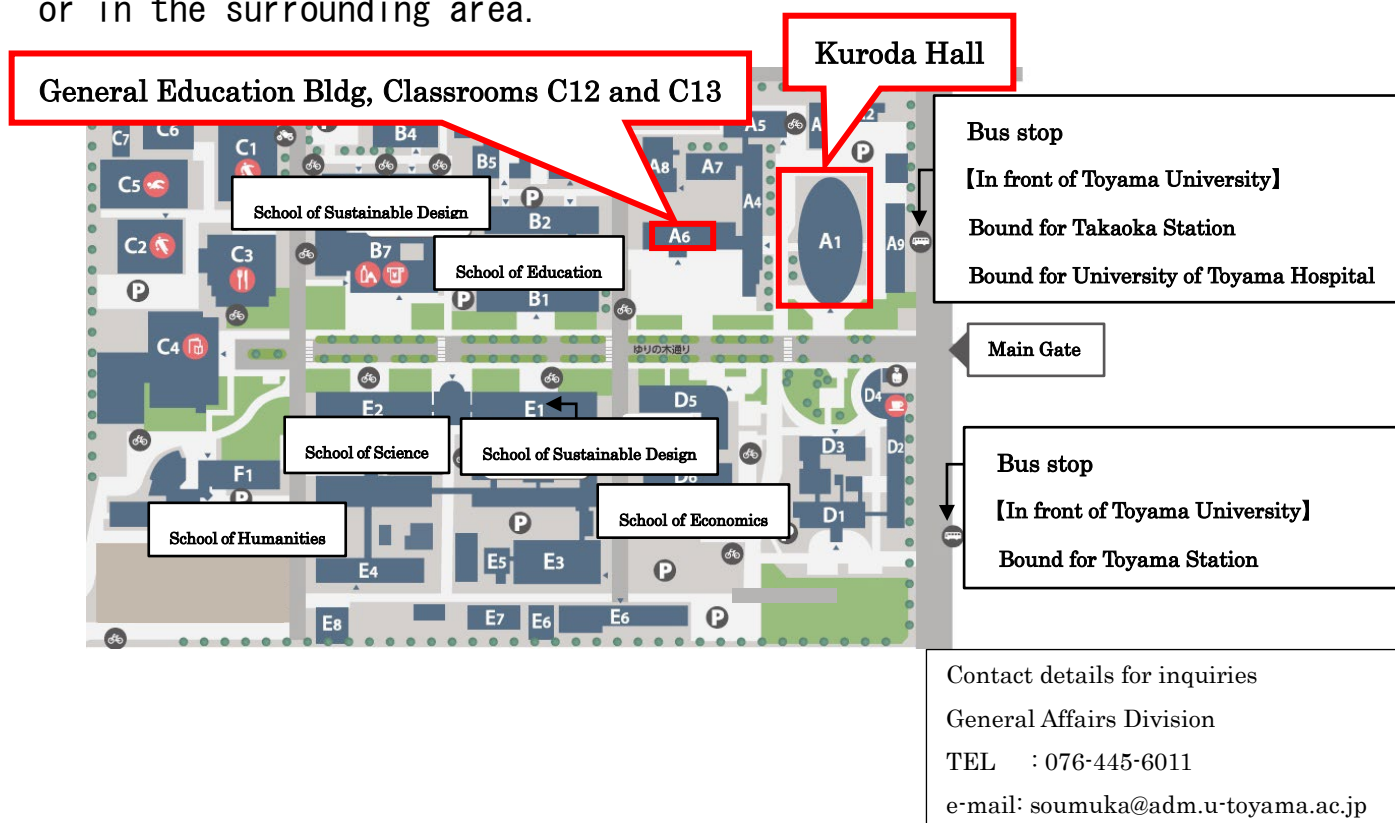 or in the surrounding area.
Kuroda Hall
General Education Bldg, Classrooms C12 and C13
Bus stop
【In front of Toyama University】
Bound for Takaoka Station
Bound for University of Toyama Hospital
Main Gate
Bus stop
【In front of Toyama University】
Bound for Toyama Station
C7
C6
C1
B4
B5
A5
P
C5
A8
A7
A4
School of Sustainable Design
B2
P
A6
A1
A9
C2
C3
B7
School of Education
P
P
B1
C4
ゆりの木通り
E2
E1
D5
D4
School of Science
School of Sustainable Design
D3
D2
F1
P
D6
School of Humanities
P
School of Economics
P
D1
E4
E5
E3
P
E8
E7
E6
E6
P
Contact details for inquiries
General Affairs Division
TEL : 076-445-6011
e-mail: soumuka@adm.u-toyama.ac.jp